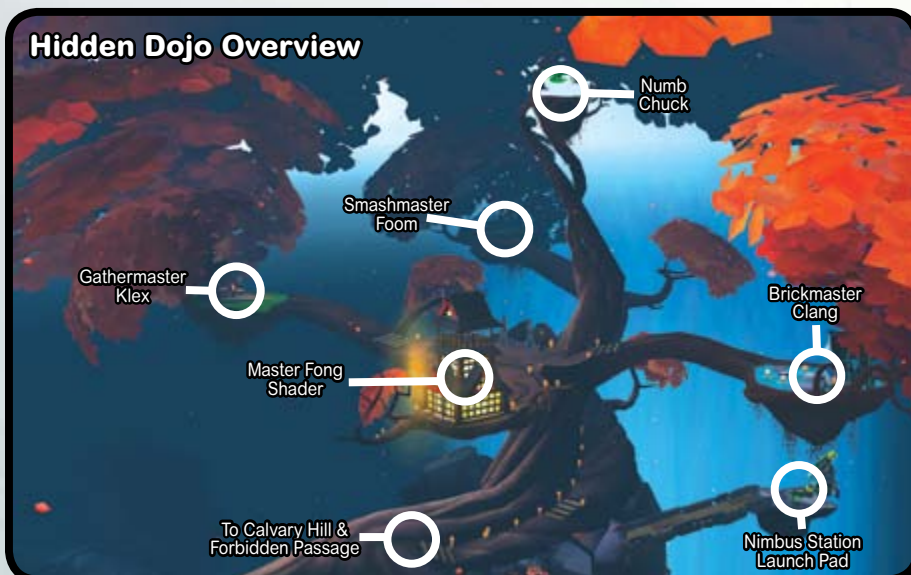 Hidden Dojo Overview
Numb
Chuck
Smashmaster
Foom
Gathermaster
Klex
Brickmaster
Clang
Master Fong
Shader
To Calvary Hill &
Forbidden Passage
Nimbus Station
Launch Pad